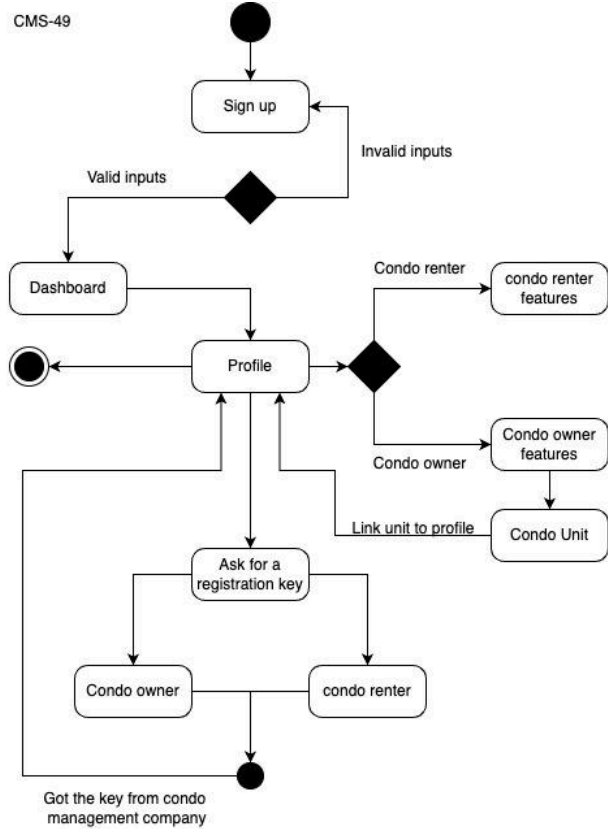 CMS-49
Sign up
Invalid inputs
Valid inputs
Dashboard
Condo renter
condo renter
features
Profile
Condo owner
Condo owner
features
Link unit to profile
Condo Unit
Ask for a
registration key
Condo owner
condo renter
Got the key from condo
management company